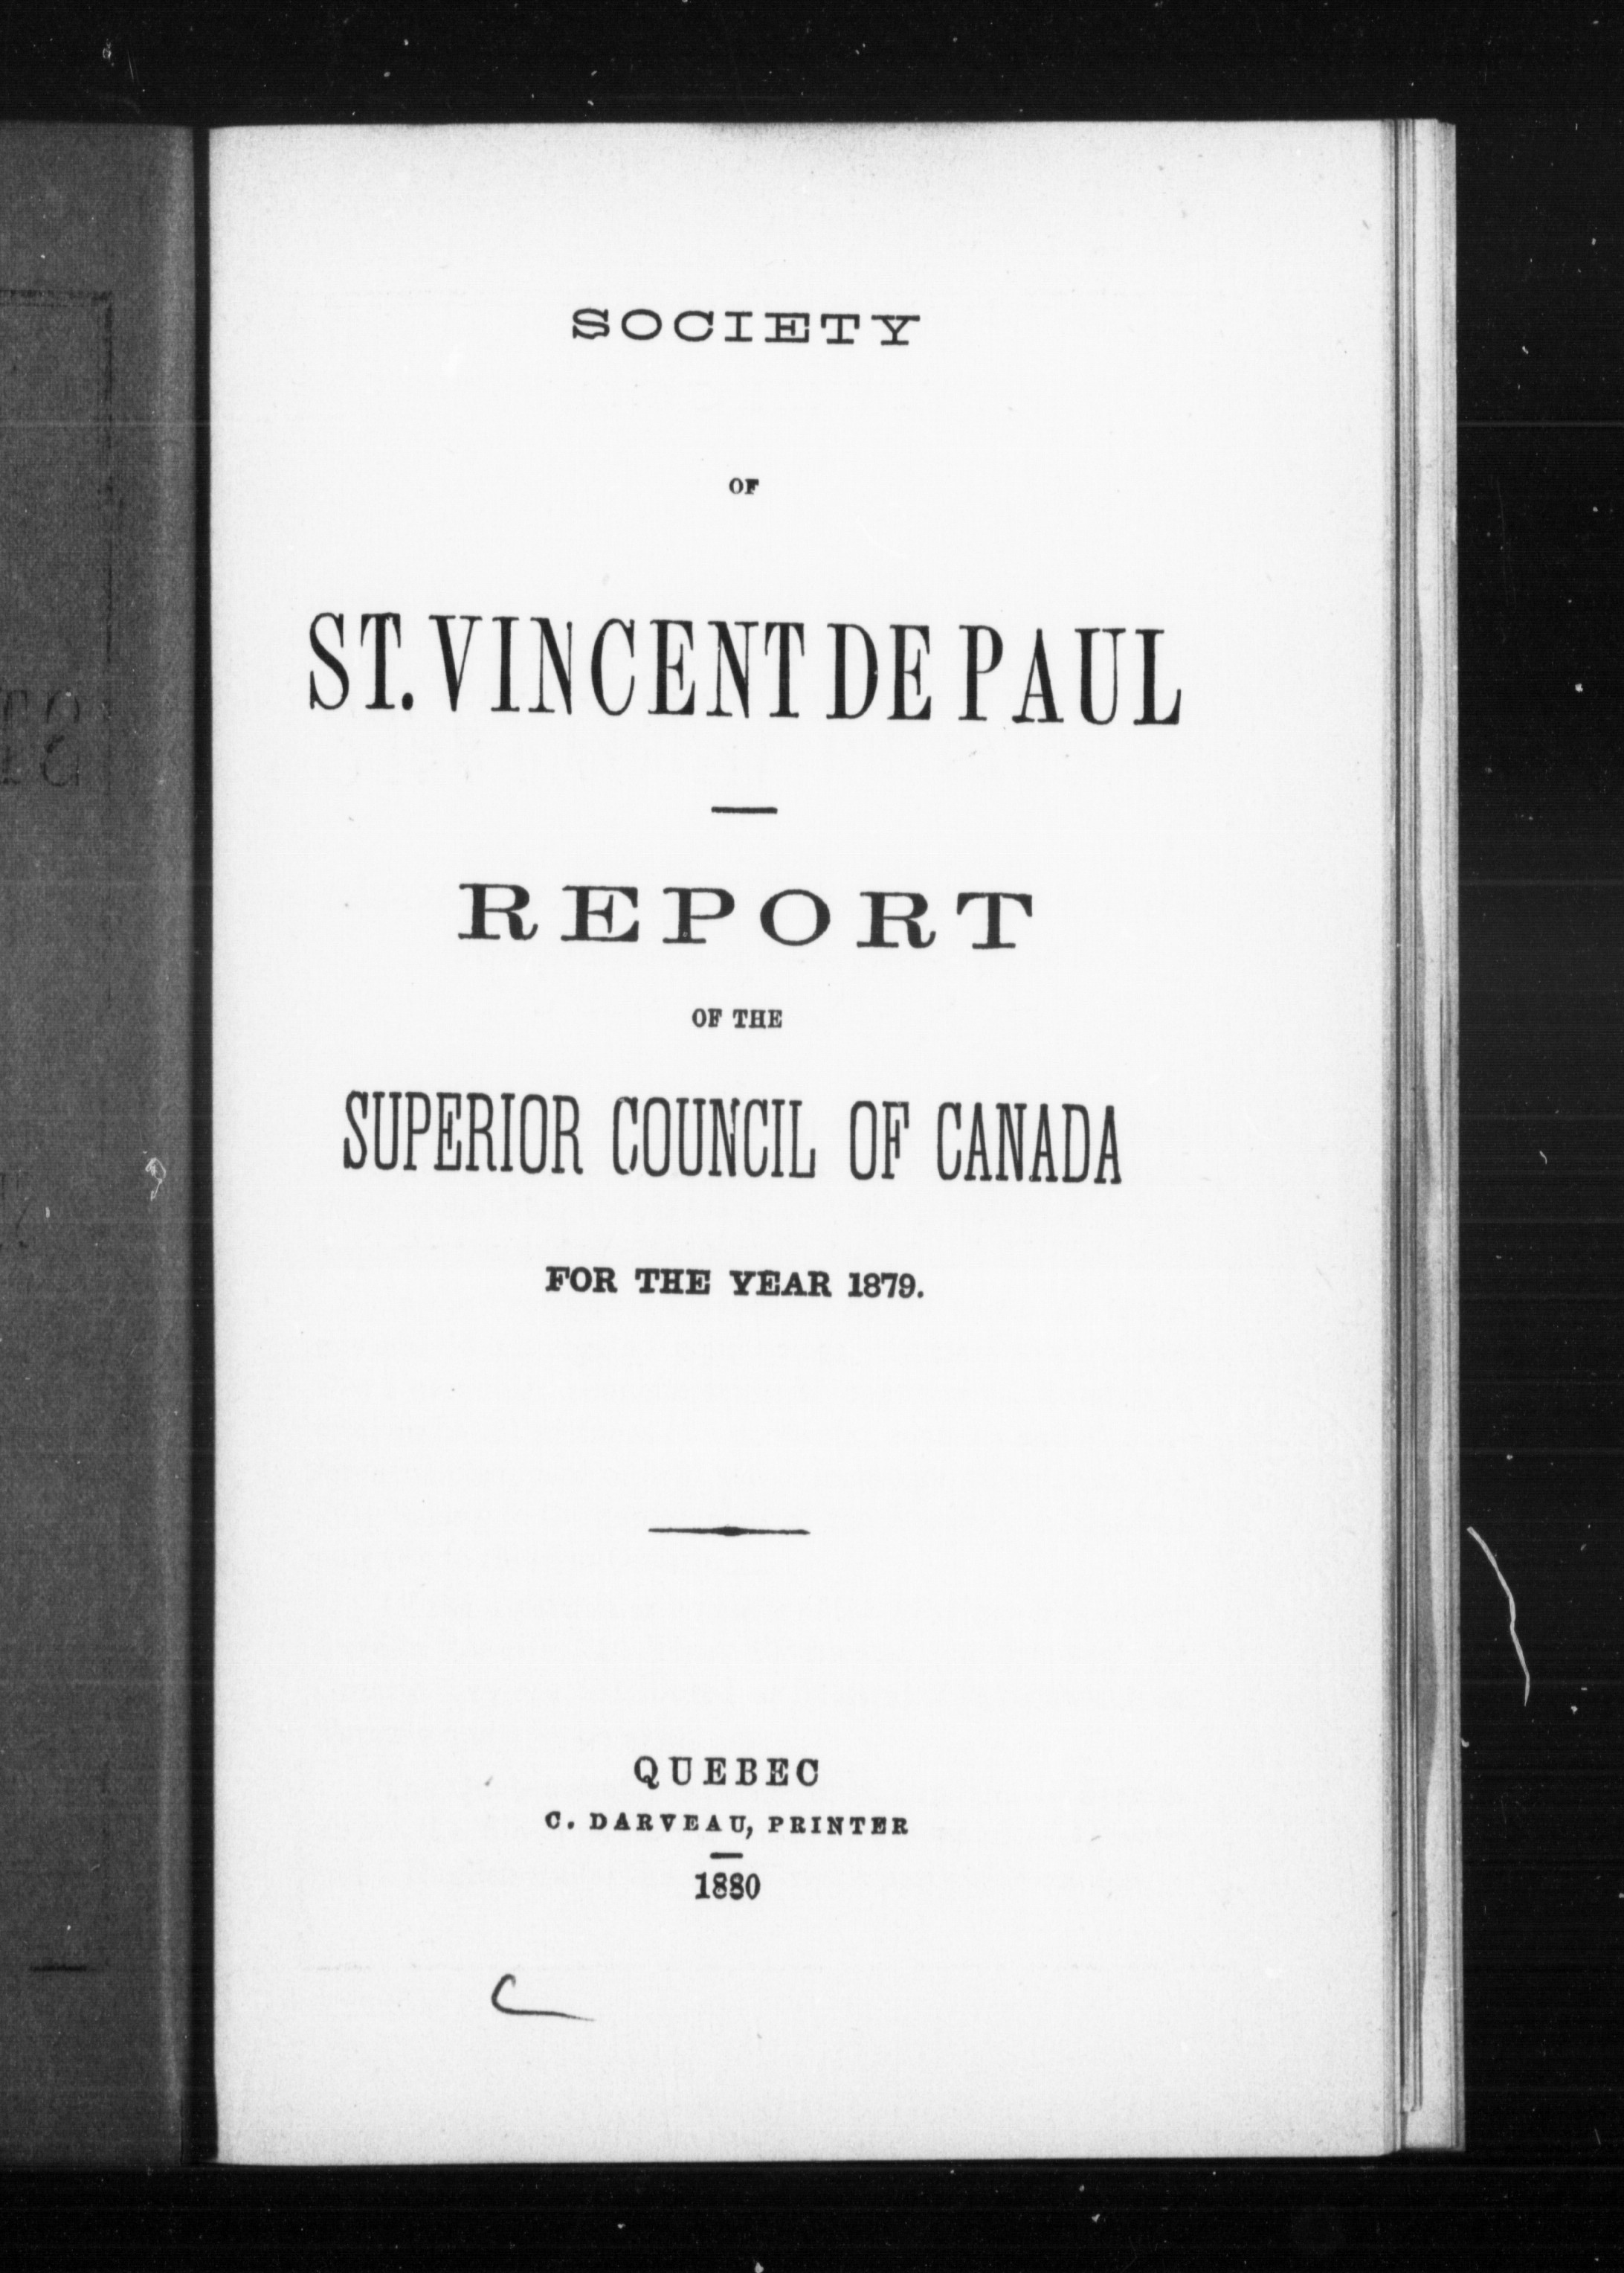 SOCIETY
OF
ST. VINCENT DE PAUL
REPORT
OF THE
SUPERIOR COUNCIL OF CANADA
FOR THE YEAR 1879.
QUEBEC
C. DARVEAU, PRINTER
1880